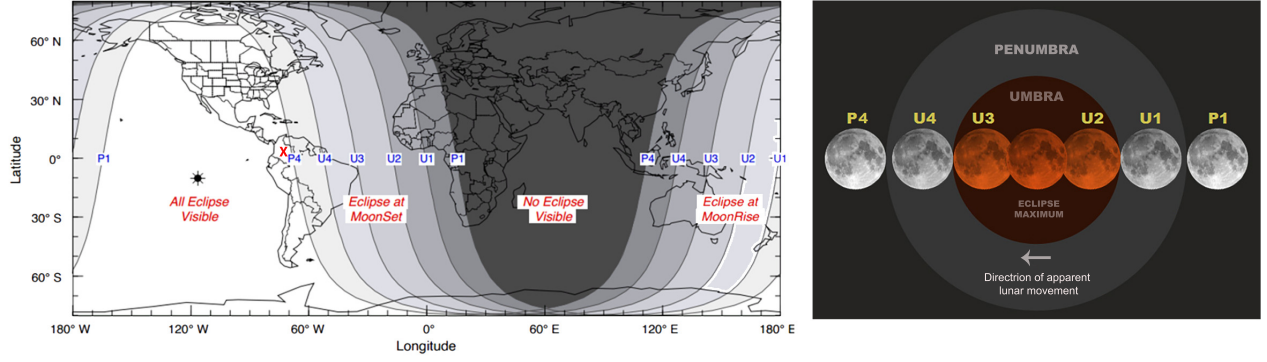 60° N
30° N
0°
30° S
60° S
Latitude
P1
X
P4
U4
U3
U2
U1
P1
P4
U4
U3
U2
U1
All Eclipse
Visible
Eclipse at
MoonSet
No Eclipse
Visible
Eclipse at
MoonRise
180° W
120° W
60° W
0°
60° E
120° E
180° E
Longitude
PENUMBRA
UMBRA
P4
U4
U3
U2
U1
P1
ECLIPSE
MAXIMUM
Directrion of apparent
lunar movement